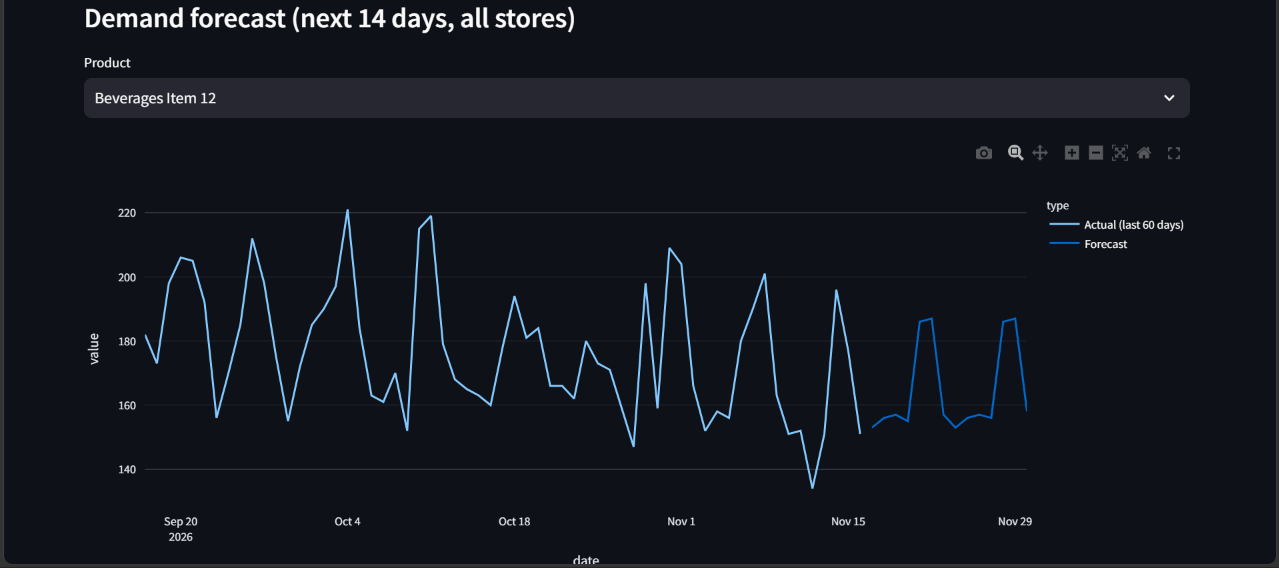 Demand forecast (next 14 days, all stores)
Product
Beverages Item 12
type
Actual (last 60 days)
Forecast
value
220
200
180
160
140
Sep 20
2026
Oct 4
Oct 18
Nov 1
Nov 15
Nov 29
date